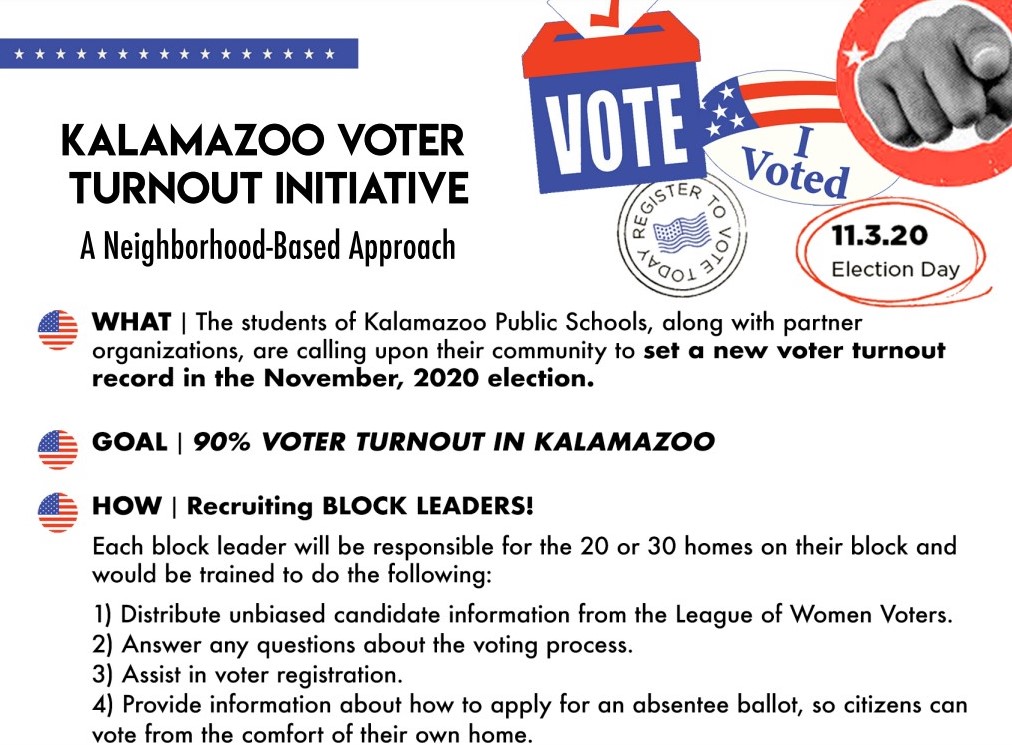 VOTE
I
Voted
REGISTER TO VOTE TODAY
11.3.20
Election Day
KALAMAZOO VOTER
TURNOUT INITIATIVE
A Neighborhood-Based Approach
WHAT | The students of Kalamazoo Public Schools, along with partner
organizations, are calling upon their community to set a new voter turnout
record in the November, 2020 election.
GOAL | 90% VOTER TURNOUT IN KALAMAZOO
HOW | Recruiting BLOCK LEADERS!
Each block leader will be responsible for the 20 or 30 homes on their block and
would be trained to do the following:
1) Distribute unbiased candidate information from the League of Women Voters.
2) Answer any questions about the voting process.
3) Assist in voter registration.
4) Provide information about how to apply for an absentee ballot, so citizens can
vote from the comfort of their own home.